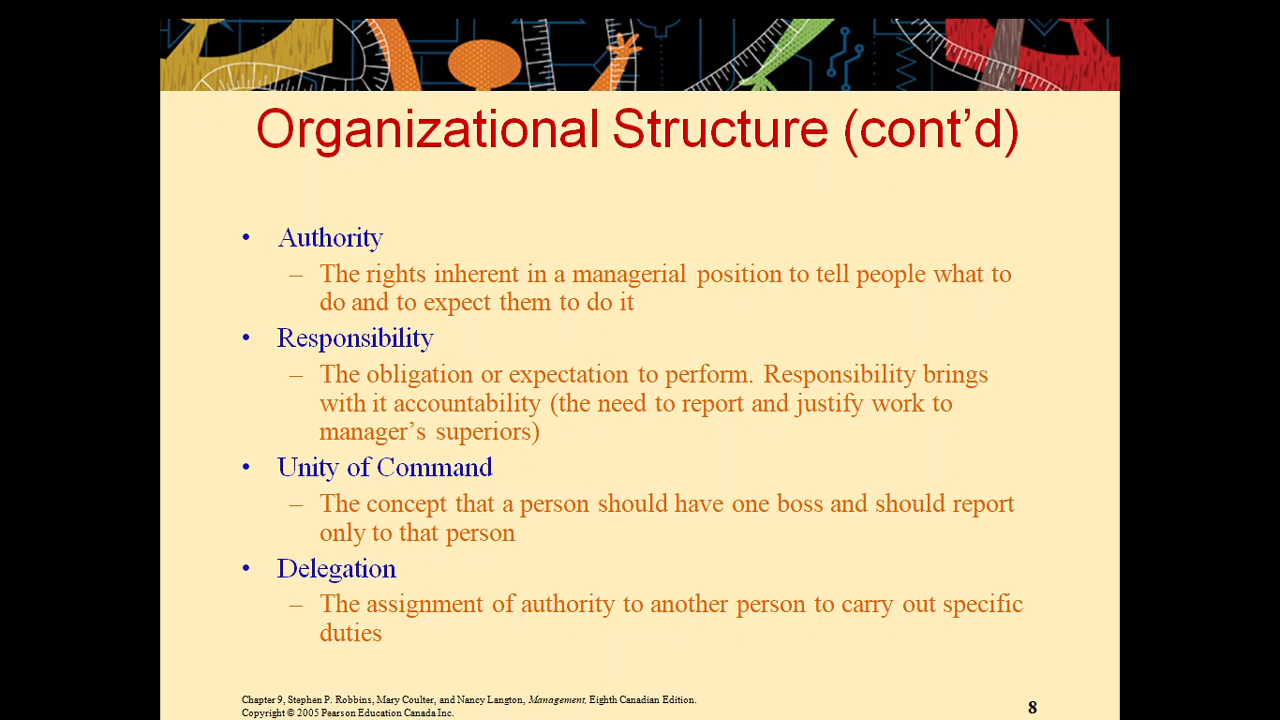 Organizational Structure (cont’d)
• Authority
– The rights inherent in a managerial position to tell people what to
do and to expect them to do it
• Responsibility
– The obligation or expectation to perform. Responsibility brings
with it accountability (the need to report and justify work to
manager’s superiors)
• Unity of Command
– The concept that a person should have one boss and should report
only to that person
• Delegation
– The assignment of authority to another person to carry out specific
duties
Chapter 9, Stephen P. Robbins, Mary Coulter, and Nancy Langton, Management, Eighth Canadian Edition.
Copyright © 2005 Pearson Education Canada Inc.
8